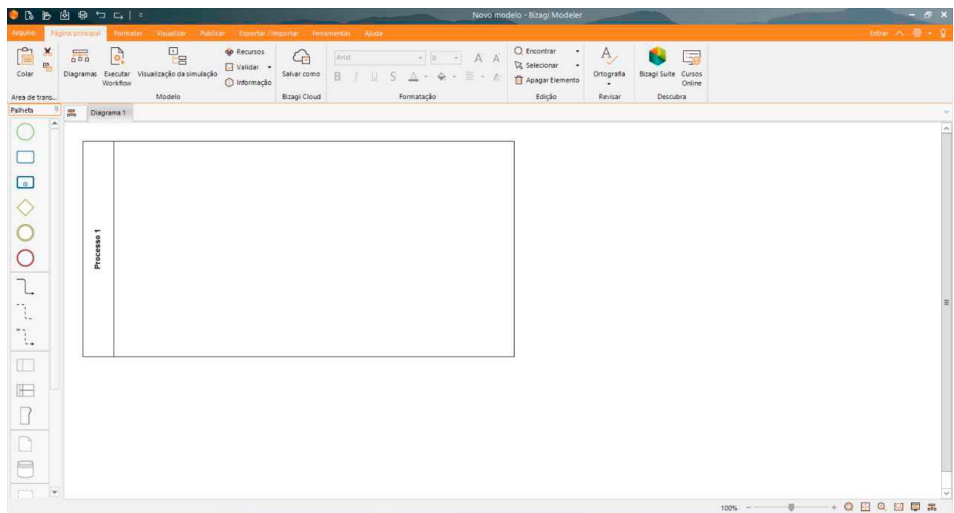 Novo modelo - Bizagi Modeler
Arquivo Página principal Formatar Visualizar Publicar Exportar / Importar Ferramentas Ajuda Entrar
Colar
Área de trans...
Diagramas Executar Workflow Visualização da simulação
Recursos
Validar
Informação
Modelo
Salvar como
Bizagi Cloud
Arial 8 A A
B I U S A
Formatação
Encontrar
Selecionar
Apagar Elemento
Edição
Ortografia
Revisar
Bizagi Suite Cursos Online
Descubra
Palheta
Diagrama 1
Processo 1
100%